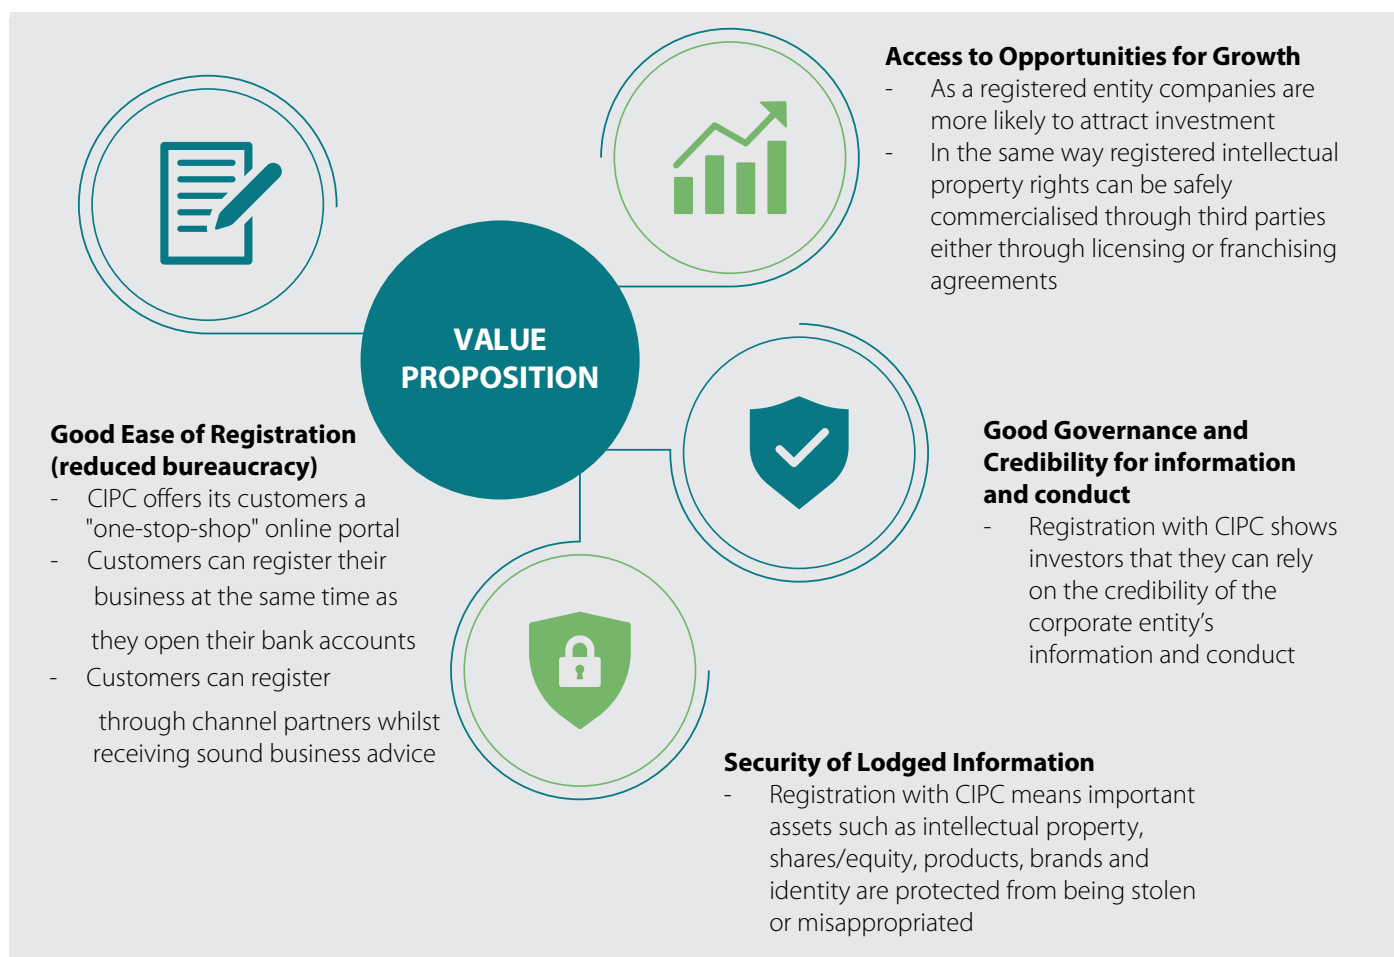 VALUE
PROPOSITION
Access to Opportunities for Growth
- As a registered entity companies are
more likely to attract investment
- In the same way registered intellectual
property rights can be safely
commercialised through third parties
either through licensing or franchising
agreements
Good Governance and
Credibility for information
and conduct
- Registration with CIPC shows
investors that they can rely
on the credibility of the
corporate entity’s
information and conduct
Good Ease of Registration
(reduced bureaucracy)
- CIPC offers its customers a
"one-stop-shop" online portal
- Customers can register their
business at the same time as
they open their bank accounts
- Customers can register
through channel partners whilst
receiving sound business advice
Security of Lodged Information
- Registration with CIPC means important
assets such as intellectual property,
shares/equity, products, brands and
identity are protected from being stolen
or misappropriated